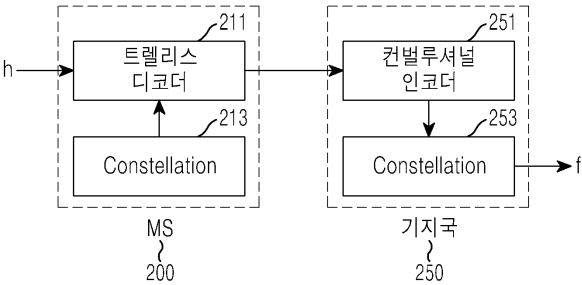 211
251
h
트렐리스
디코더
컨벌루셔널
인코더
213
253
Constellation
Constellation
f
MS
기지국
200
250